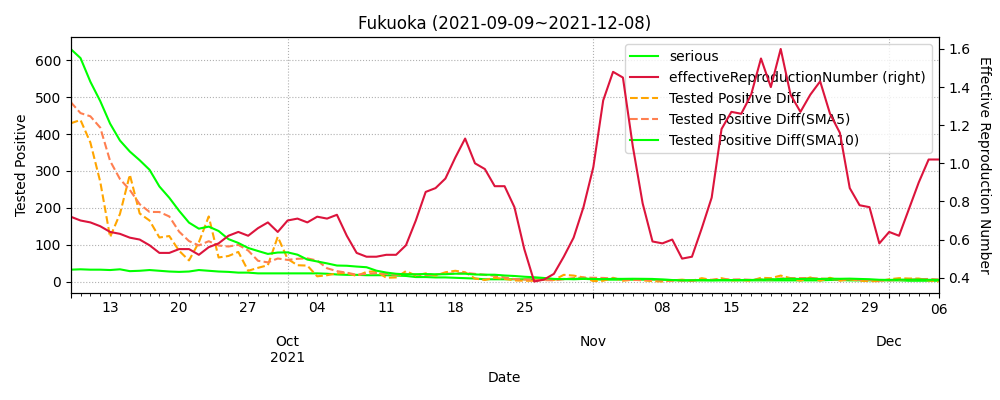 Fukuoka (2021-09-09~2021-12-08)
serious
effectiveReproductionNumber (right)
Tested Positive Diff
Tested Positive Diff(SMA5)
Tested Positive Diff(SMA10)
Tested Positive
600
500
400
300
200
100
0
Effective Reproduction Number
1.6
1.4
1.2
1.0
0.8
0.6
0.4
13 20 27 04 11 18 25 08 15 22 29 06
Oct Nov Dec
2021
Date